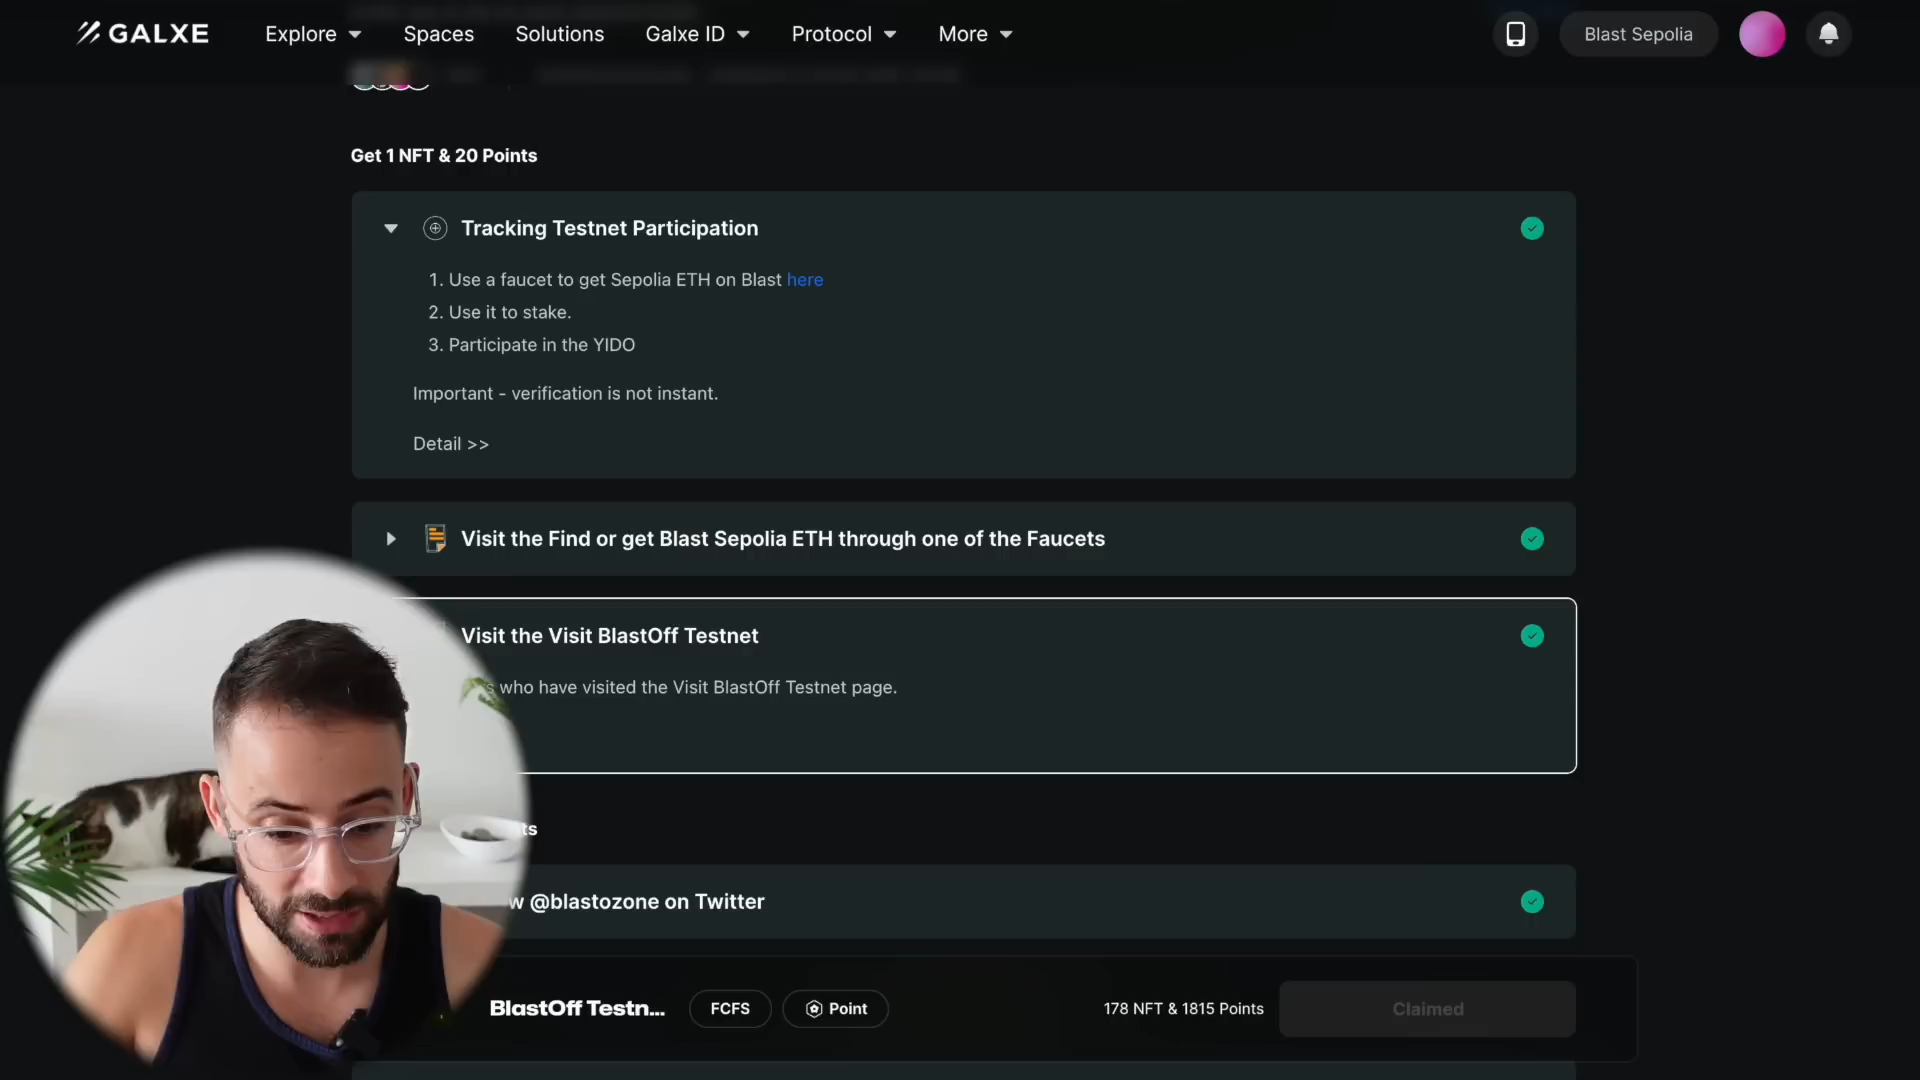 GALXE
Explore
Spaces
Solutions
Galxe ID
Protocol
More
Blast Sepolia
Get 1 NFT & 20 Points
Tracking Testnet Participation
1. Use a faucet to get Sepolia ETH on Blast here
2. Use it to stake.
3. Participate in the YIDO
Important - verification is not instant.
Detail >>
Visit the Find or get Blast Sepolia ETH through one of the Faucets
Visit the Visit BlastOff Testnet
who have visited the Visit BlastOff Testnet page.
@blastozone on Twitter
BlastOff Testn...
FCFS
Point
178 NFT & 1815 Points
Claimed